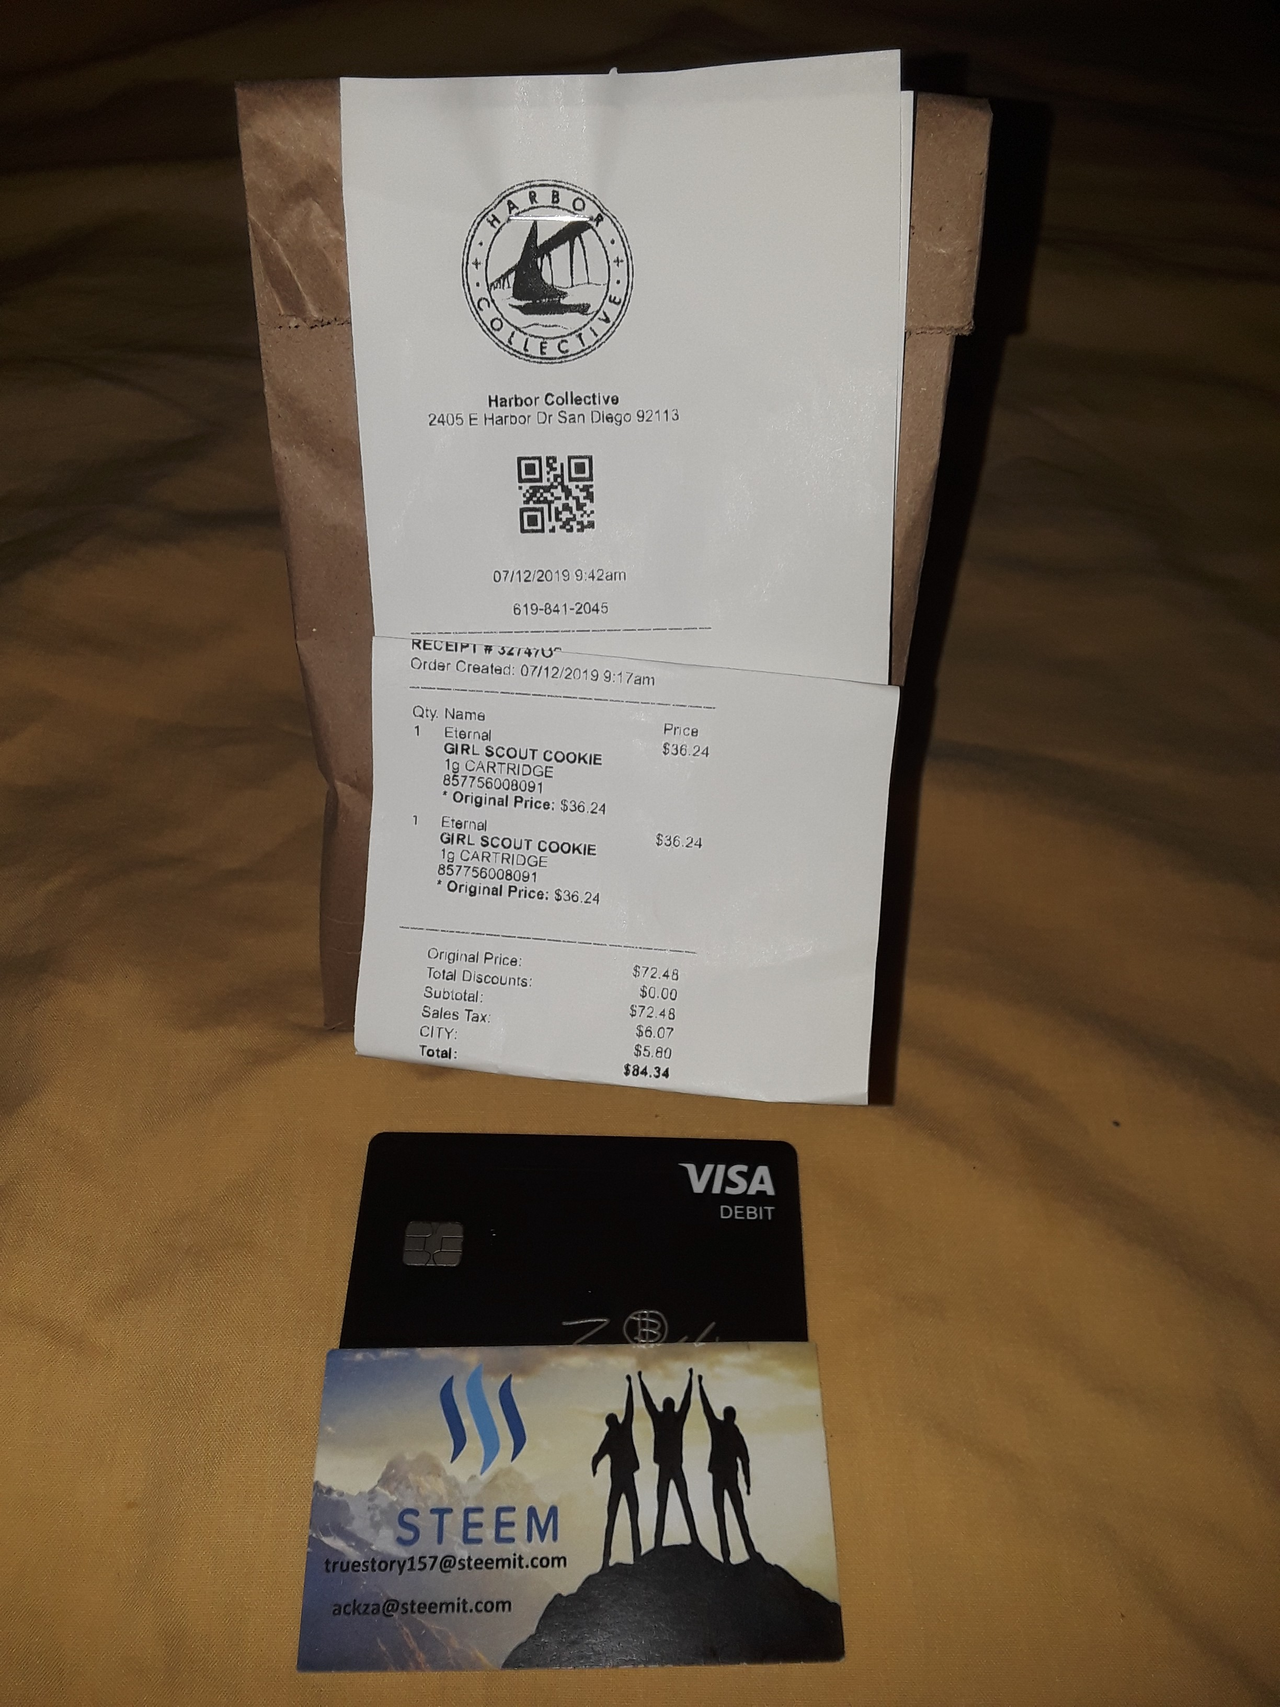 HARBOR
COLLECTIVE
Harbor Collective
2405 E Harbor Dr San Diego 92113
07/12/2019 9:42am
619-841-2045
RECEIPT #
Order Created: 07/12/2019 9:17am
Qty. Name Price
1 Eternal $36.24
GIRL SCOUT COOKIE
1g CARTRIDGE
857756008091
* Original Price: $36.24
1 Eternal $36.24
GIRL SCOUT COOKIE
1g CARTRIDGE
857756008091
* Original Price: $36.24
Original Price: $72.48
Total Discounts: $0.00
Subtotal: $72.48
Sales Tax: $6.07
CITY: $5.80
Total: $84.34
VISA
DEBIT
STEEM
truestory157@steemit.com
ackza@steemit.com